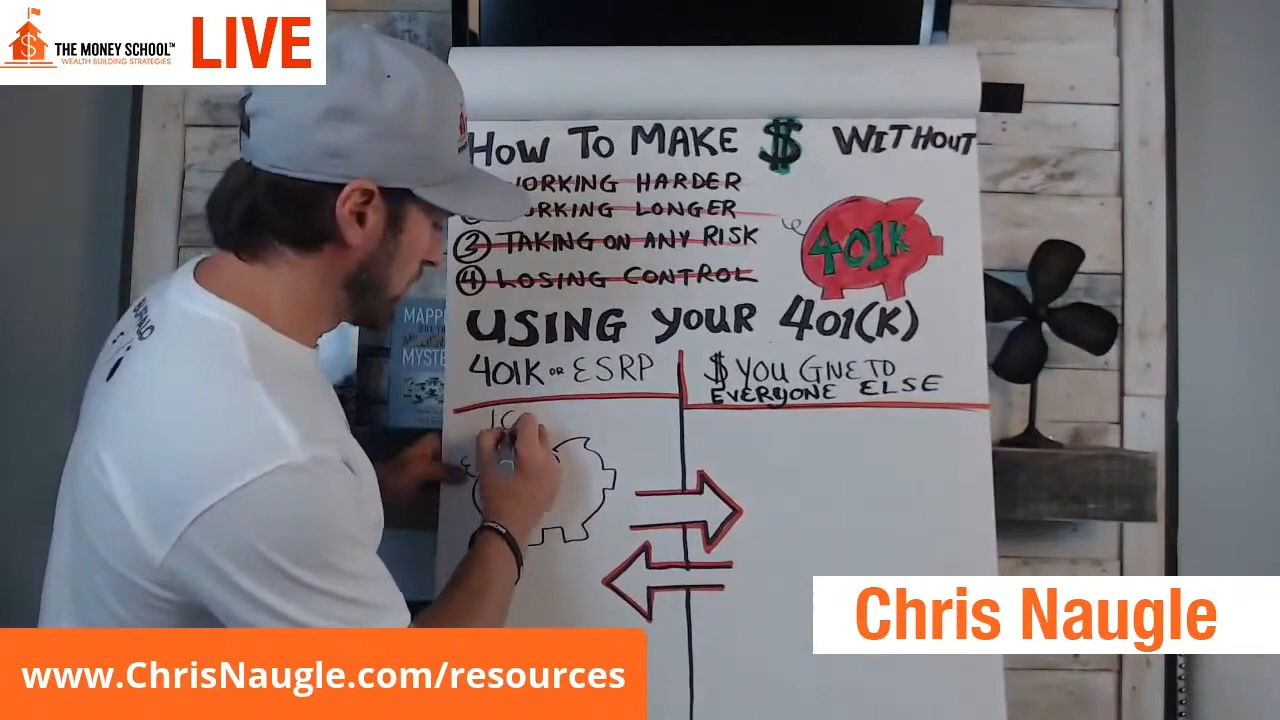 THE MONEY SCHOOL™
WEALTH BUILDING STRATEGIES
LIVE
HOW TO MAKE $ WITHOUT
WORKING HARDER
WORKING LONGER
③ TAKING ON ANY RISK
④ LOSING CONTROL
401K
USING YOUR 401(K)
401K OR ESRP
$ YOU GIVE TO
EVERYONE ELSE
BUFFALO
Chris Naugle
www.ChrisNaugle.com/resources